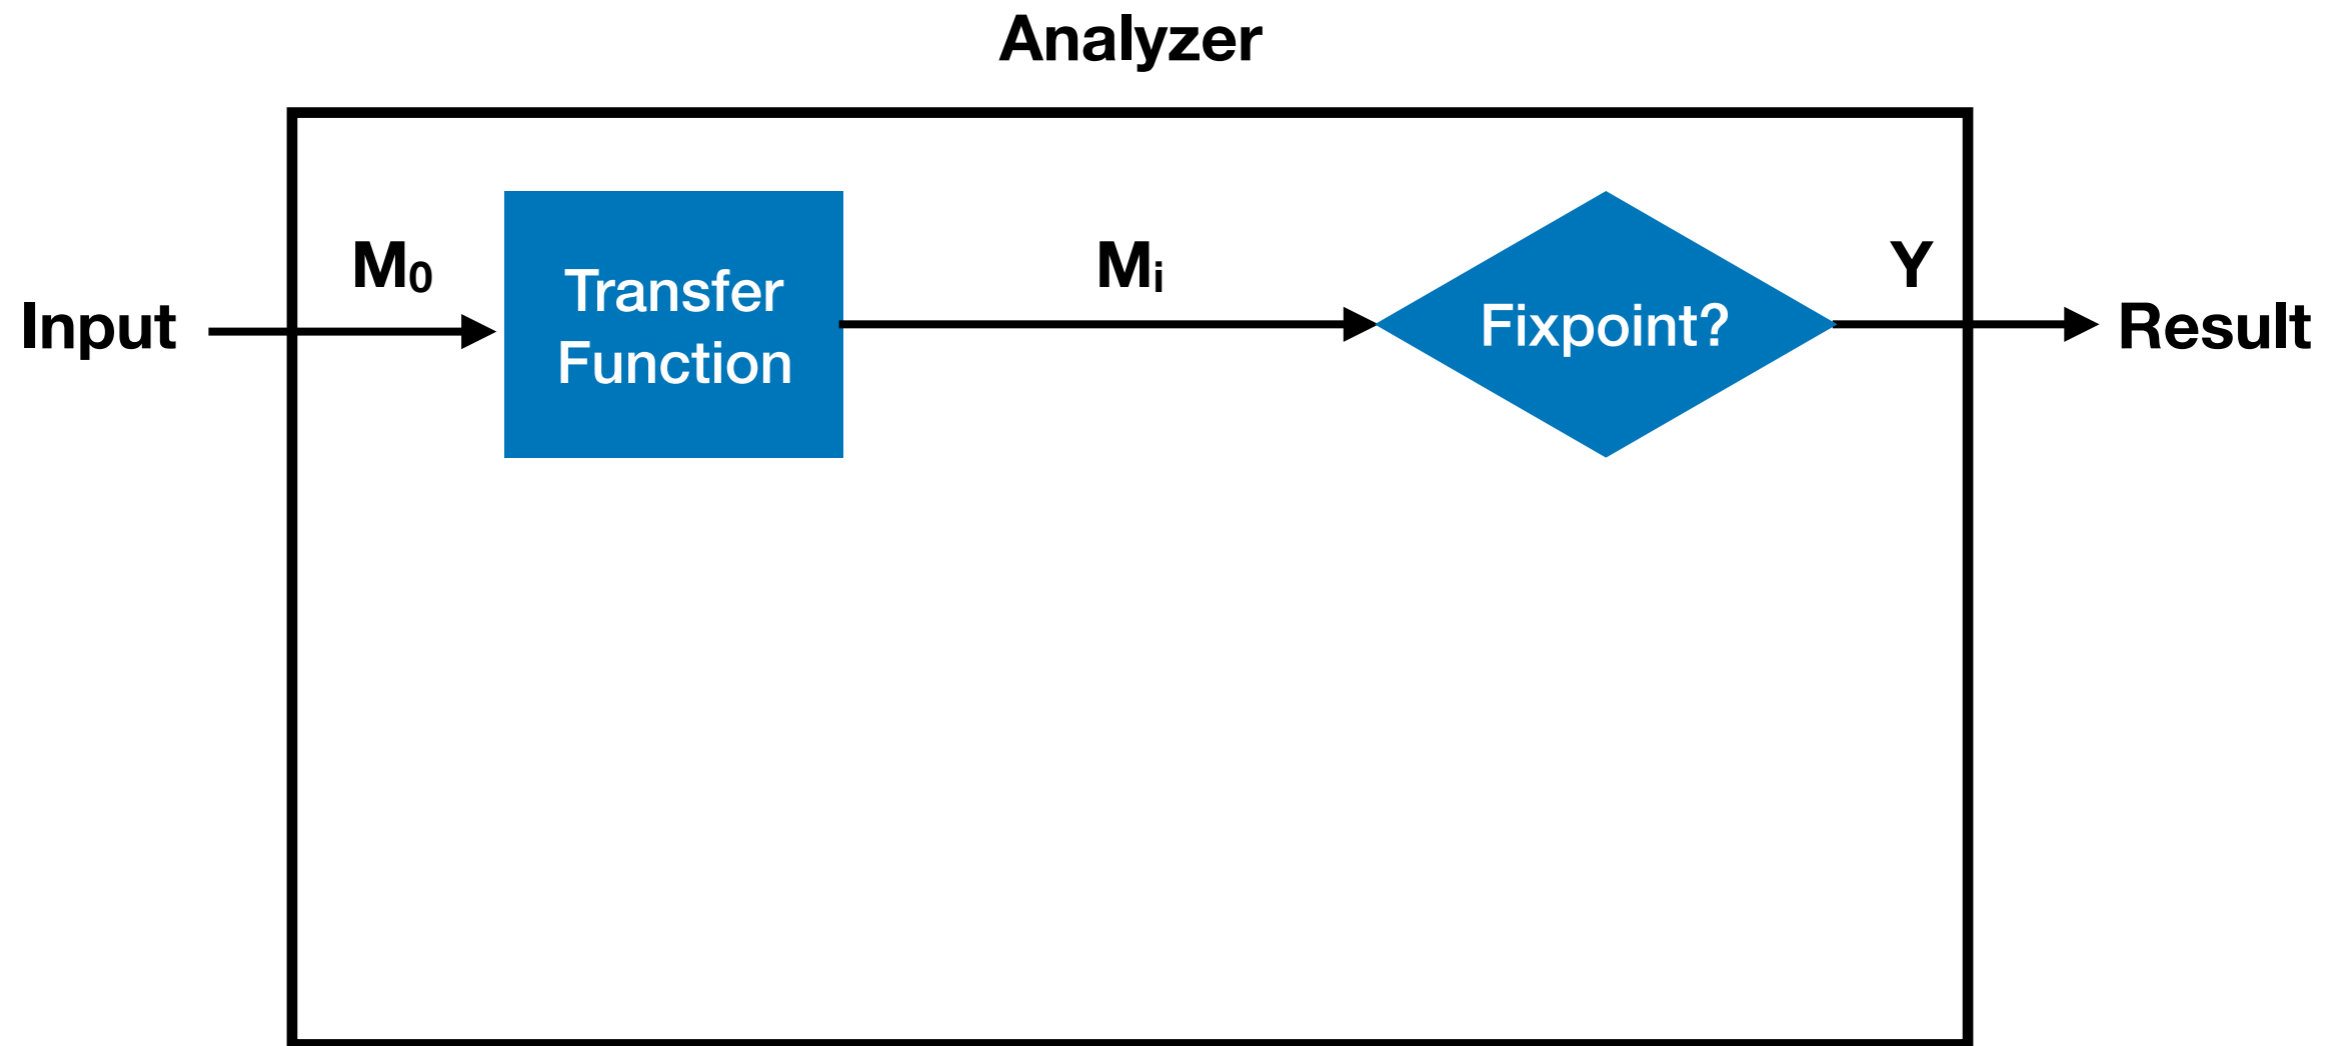 Analyzer
M₀
Transfer
Function
Mᵢ
Fixpoint?
Y
Input
Result